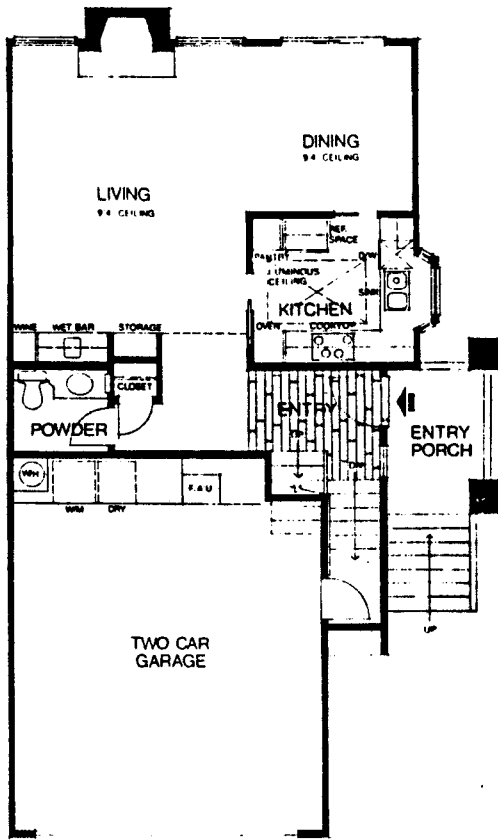 DINING
9'4" CEILING
LIVING
9'4" CEILING
REF.
SPACE
PANTRY
D/W
LUMINOUS
CEILING
SINK
KITCHEN
OVEN
COOKTOP
WINE
WET BAR
STORAGE
CLOSET
POWDER
ENTRY
UP
ENTRY
PORCH
WH
F.A.U.
W/M
DRY
DN
UP
TWO CAR
GARAGE